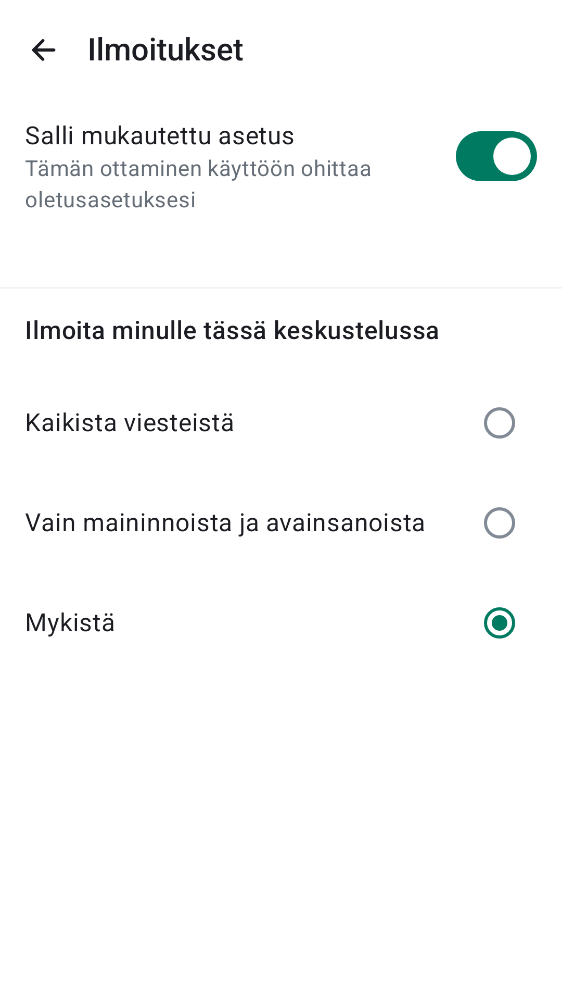 Ilmoitukset
Salli mukautettu asetus
Tämän ottaminen käyttöön ohittaa
oletusasetuksesi
Ilmoita minulle tässä keskustelussa
Kaikista viesteistä
Vain maininnoista ja avainsanoista
Mykistä